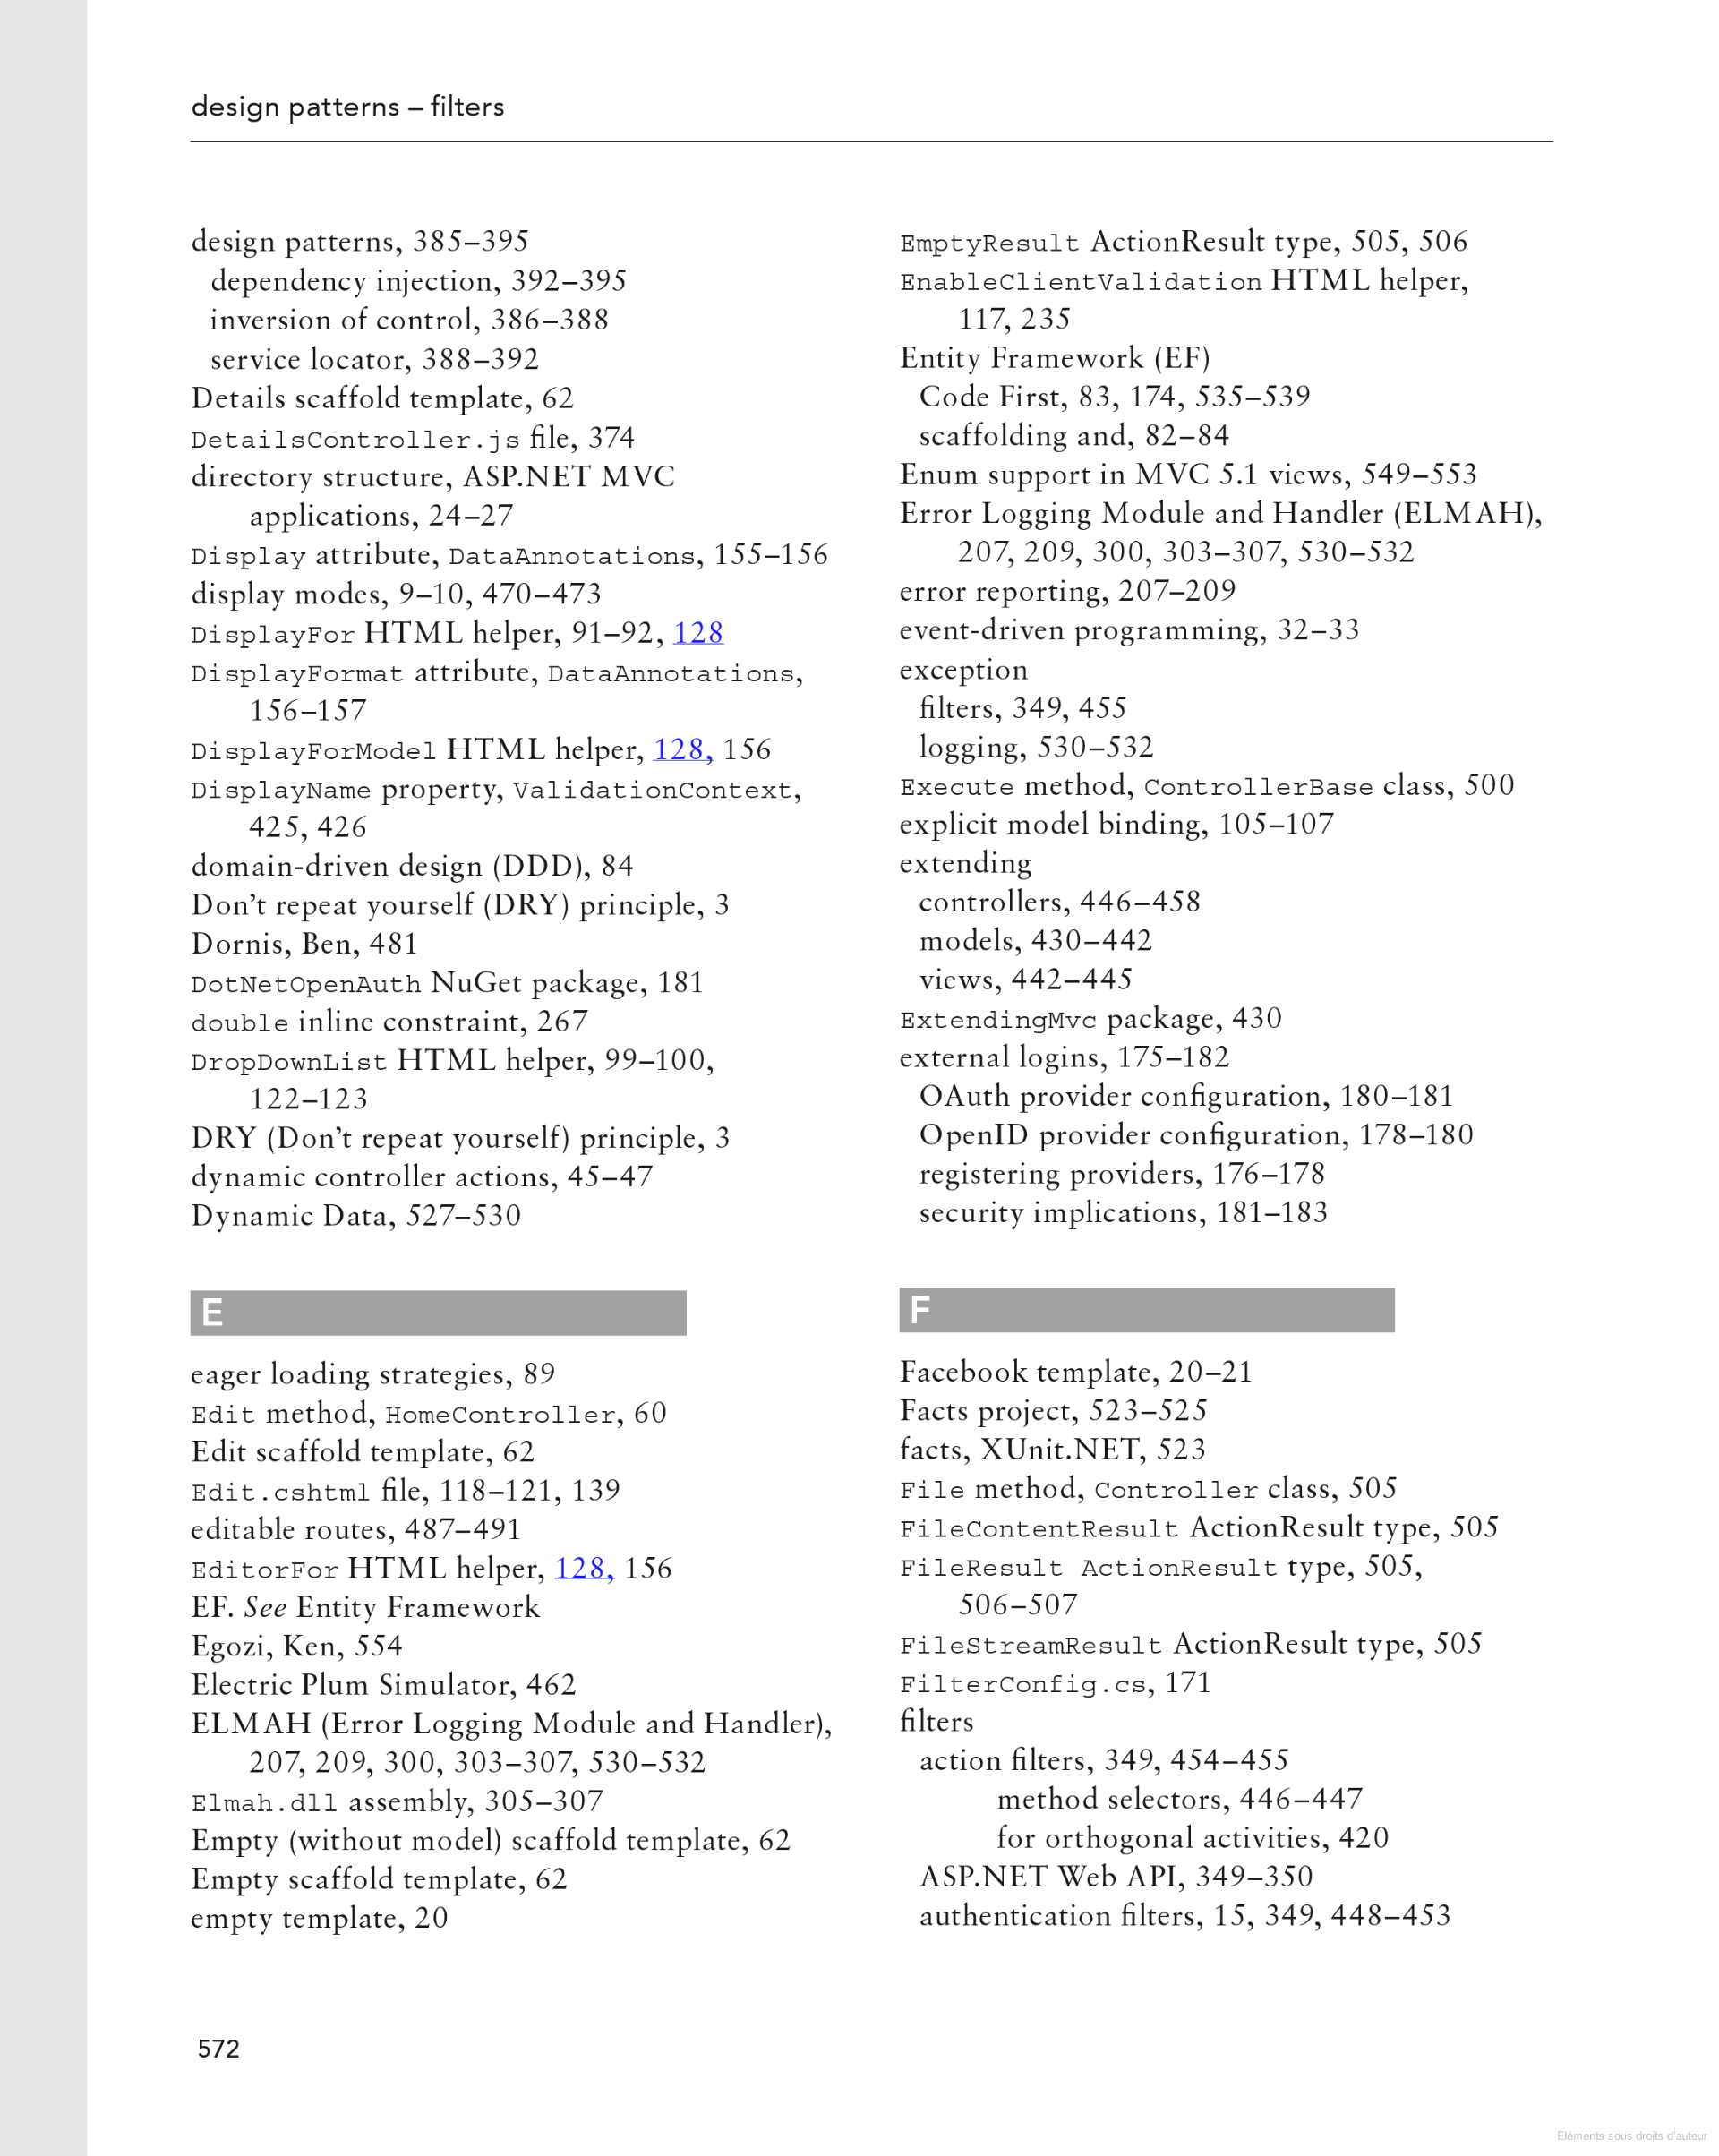 design patterns – filters
design patterns, 385–395
dependency injection, 392–395
inversion of control, 386–388
service locator, 388–392
Details scaffold template, 62
DetailsController.js file, 374
directory structure, ASP.NET MVC
applications, 24–27
Display attribute, DataAnnotations, 155–156
display modes, 9–10, 470–473
DisplayFor HTML helper, 91–92, 128
DisplayFormat attribute, DataAnnotations,
156–157
DisplayForModel HTML helper, 128, 156
DisplayName property, ValidationContext,
425, 426
domain-driven design (DDD), 84
Don’t repeat yourself (DRY) principle, 3
Dornis, Ben, 481
DotNetOpenAuth NuGet package, 181
double inline constraint, 267
DropDownList HTML helper, 99–100,
122–123
DRY (Don’t repeat yourself) principle, 3
dynamic controller actions, 45–47
Dynamic Data, 527–530
E
eager loading strategies, 89
Edit method, HomeController, 60
Edit scaffold template, 62
Edit.cshtml file, 118–121, 139
editable routes, 487–491
EditorFor HTML helper, 128, 156
EF. See Entity Framework
Egozi, Ken, 554
Electric Plum Simulator, 462
ELMAH (Error Logging Module and Handler),
207, 209, 300, 303–307, 530–532
Elmah.dll assembly, 305–307
Empty (without model) scaffold template, 62
Empty scaffold template, 62
empty template, 20
EmptyResult ActionResult type, 505, 506
EnableClientValidation HTML helper,
117, 235
Entity Framework (EF)
Code First, 83, 174, 535–539
scaffolding and, 82–84
Enum support in MVC 5.1 views, 549–553
Error Logging Module and Handler (ELMAH),
207, 209, 300, 303–307, 530–532
error reporting, 207–209
event-driven programming, 32–33
exception
filters, 349, 455
logging, 530–532
Execute method, ControllerBase class, 500
explicit model binding, 105–107
extending
controllers, 446–458
models, 430–442
views, 442–445
ExtendingMvc package, 430
external logins, 175–182
OAuth provider configuration, 180–181
OpenID provider configuration, 178–180
registering providers, 176–178
security implications, 181–183
F
Facebook template, 20–21
Facts project, 523–525
facts, XUnit.NET, 523
File method, Controller class, 505
FileContentResult ActionResult type, 505
FileResult ActionResult type, 505,
506–507
FileStreamResult ActionResult type, 505
FilterConfig.cs, 171
filters
action filters, 349, 454–455
method selectors, 446–447
for orthogonal activities, 420
ASP.NET Web API, 349–350
authentication filters, 15, 349, 448–453
572
Éléments sous droits d'auteur